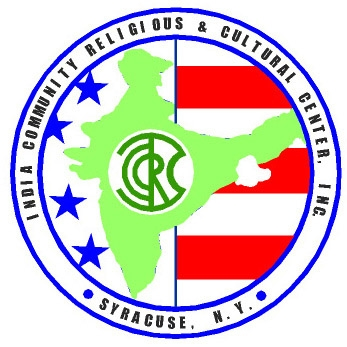 INDIA COMMUNITY RELIGIOUS & CULTURAL CENTER, INC.
ICRCC
SYRACUSE, N.Y.